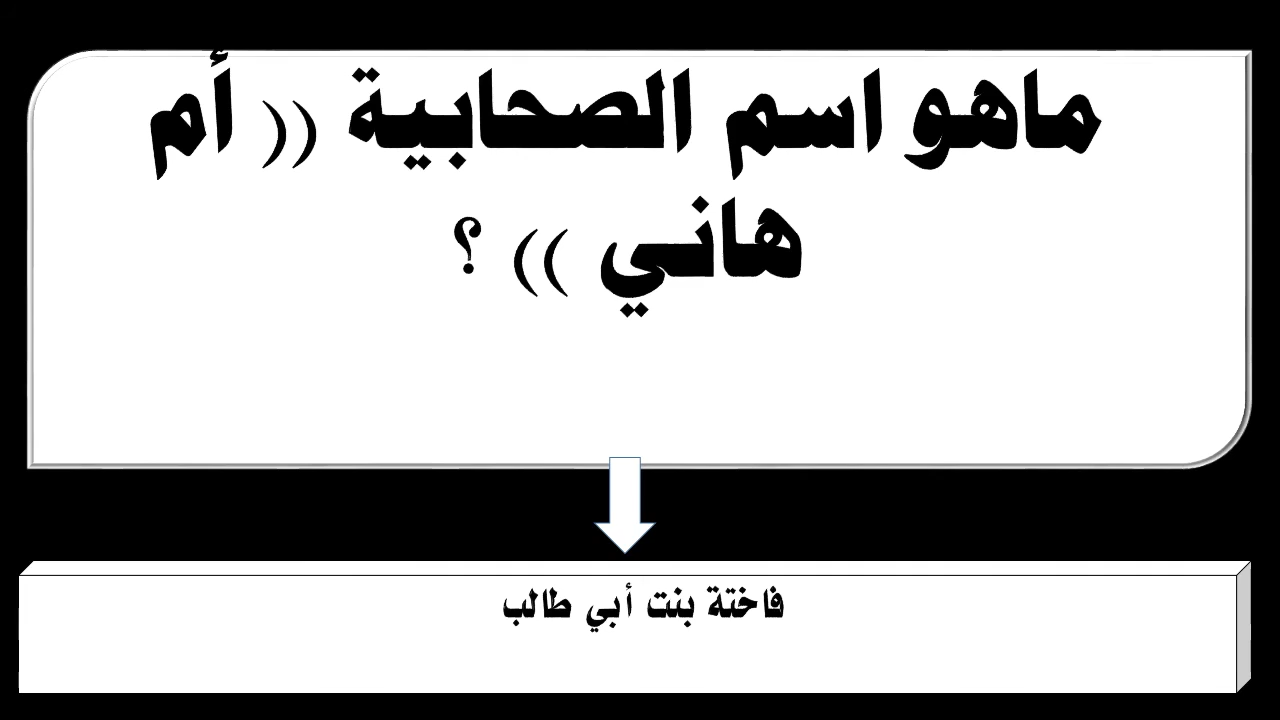 ماهو اسم الصحابية (( أم
هاني )) ؟
فاختة بنت أبي طالب